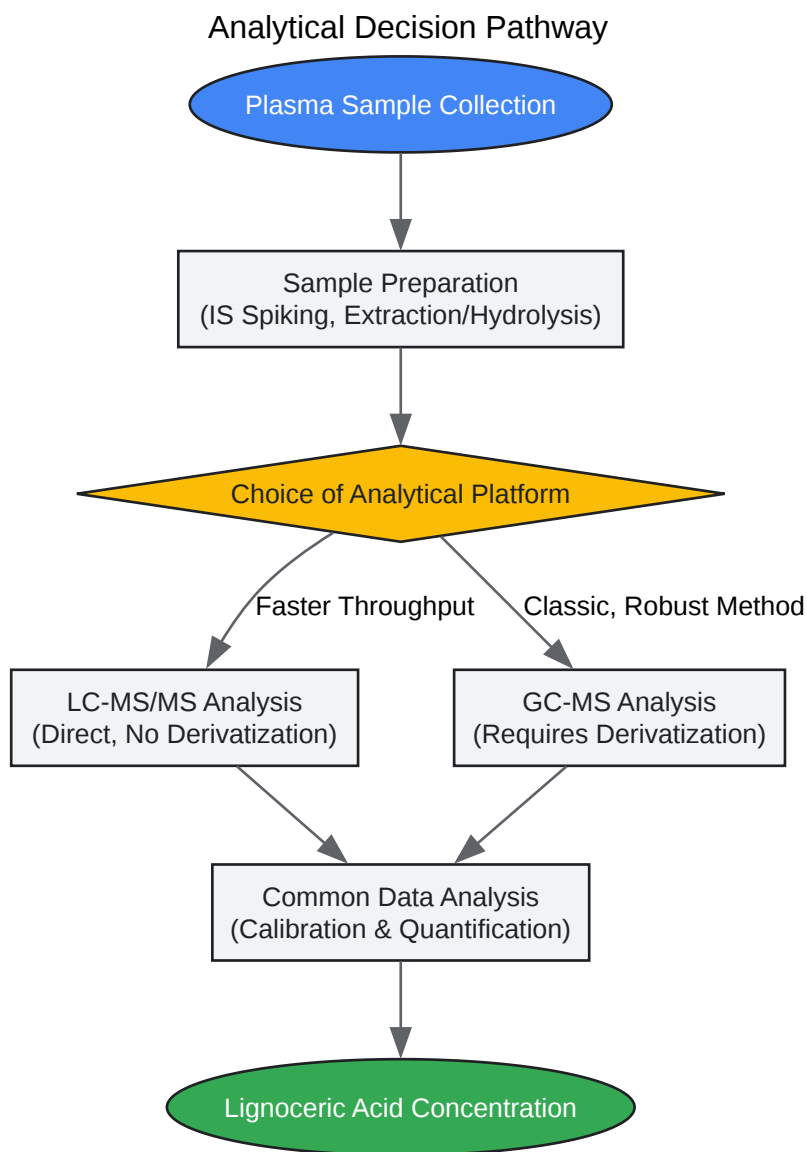 Analytical Decision Pathway
Plasma Sample Collection
Sample Preparation
(IS Spiking, Extraction/Hydrolysis)
Choice of Analytical Platform
Faster Throughput
Classic, Robust Method
LC-MS/MS Analysis
(Direct, No Derivatization)
GC-MS Analysis
(Requires Derivatization)
Common Data Analysis
(Calibration & Quantification)
Lignoceric Acid Concentration